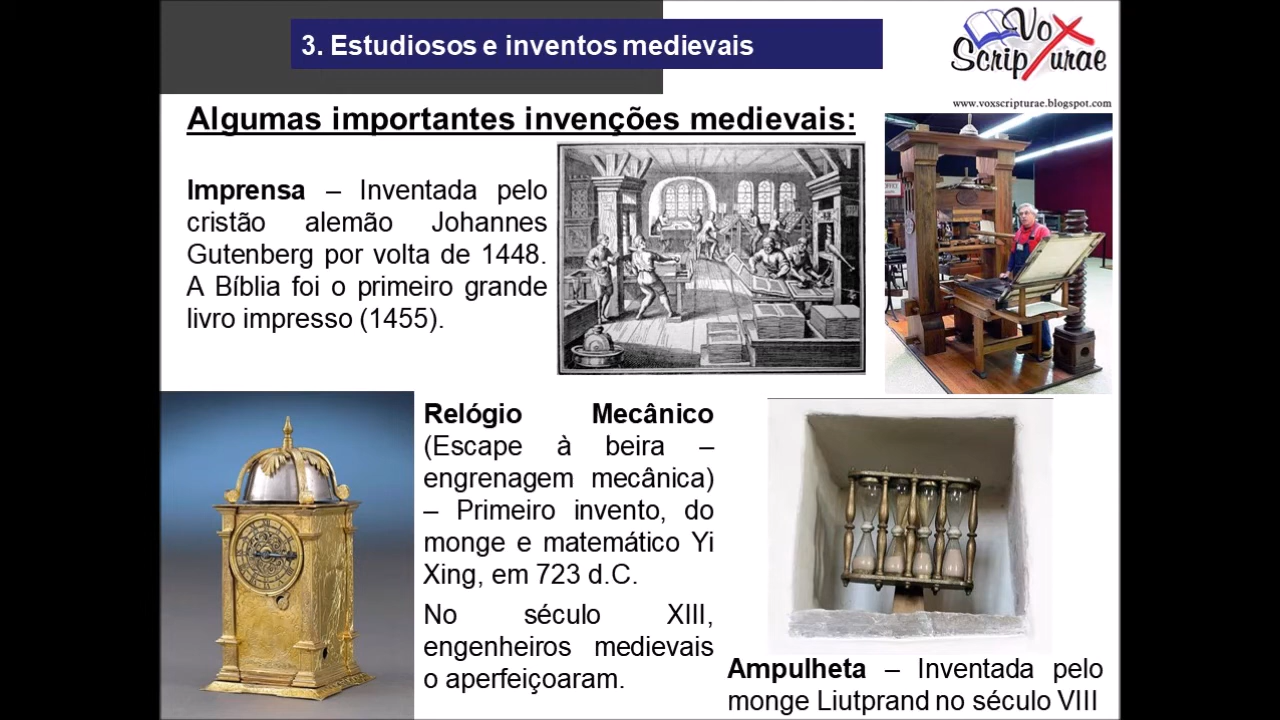 3. Estudiosos e inventos medievais
Vox
Scripturae
www.voxscripturae.blogspot.com
Algumas importantes invenções medievais:
Imprensa – Inventada pelo
cristão alemão Johannes
Gutenberg por volta de 1448.
A Bíblia foi o primeiro grande
livro impresso (1455).
Relógio Mecânico
(Escape à beira –
engrenagem mecânica)
– Primeiro invento, do
monge e matemático Yi
Xing, em 723 d.C.
No século XIII,
engenheiros medievais
o aperfeiçoaram.
Ampulheta – Inventada pelo
monge Liutprand no século VIII